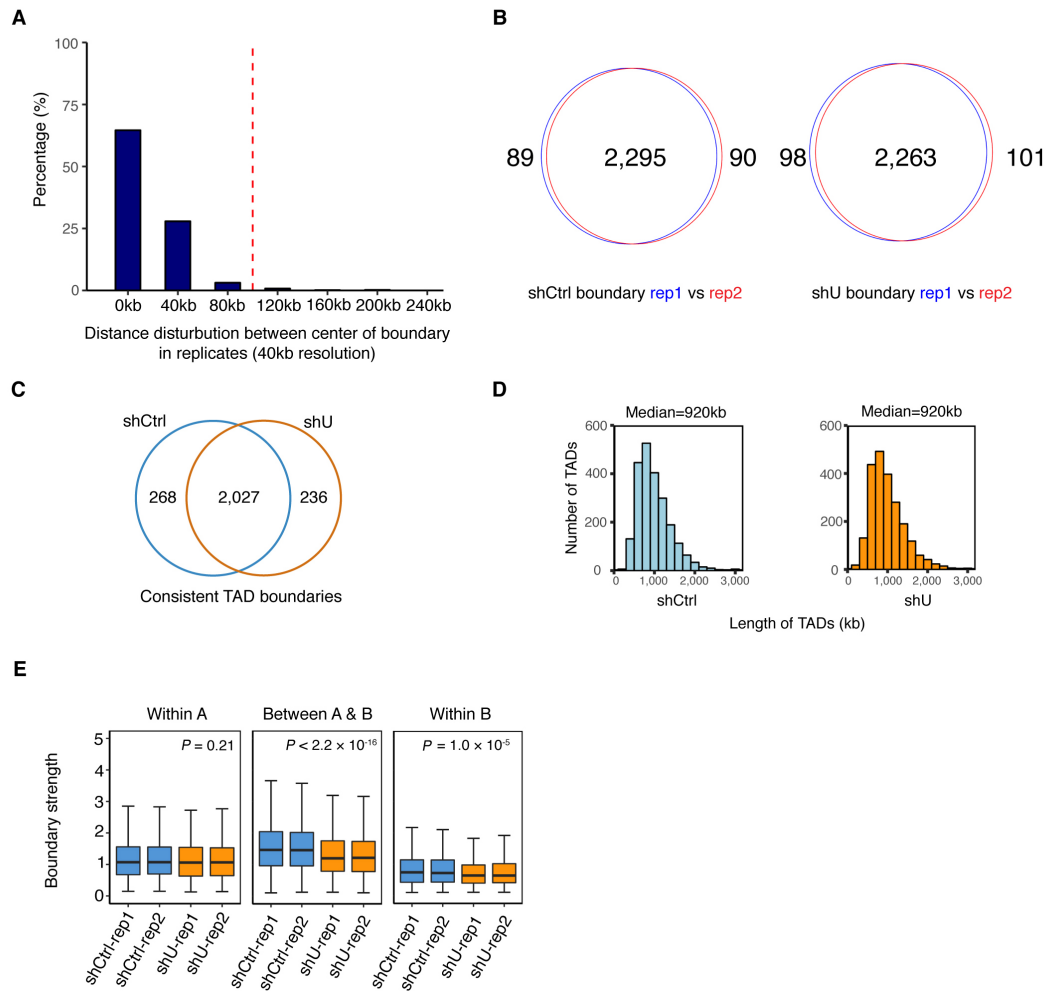 A
100
75
50
25
0
Percentage (%)
0kb 40kb 80kb 120kb 160kb 200kb 240kb
Distance disturbution between center of boundary
in replicates (40kb resolution)
B
89 2,295 90
shCtrl boundary rep1 vs rep2
98 2,263 101
shU boundary rep1 vs rep2
C
shCtrl shU
268 2,027 236
Consistent TAD boundaries
D
Median=920kb
600
400
200
0
Number of TADs
0 1,000 2,000 3,000
shCtrl
Median=920kb
600
400
200
0
0 1,000 2,000 3,000
shU
Length of TADs (kb)
E
Within A Between A & B Within B
P = 0.21 P < 2.2 × 10-16 P = 1.0 × 10-5
5
4
3
2
1
0
Boundary strength
shCtrl-rep1 shCtrl-rep2 shU-rep1 shU-rep2 shCtrl-rep1 shCtrl-rep2 shU-rep1 shU-rep2 shCtrl-rep1 shCtrl-rep2 shU-rep1 shU-rep2